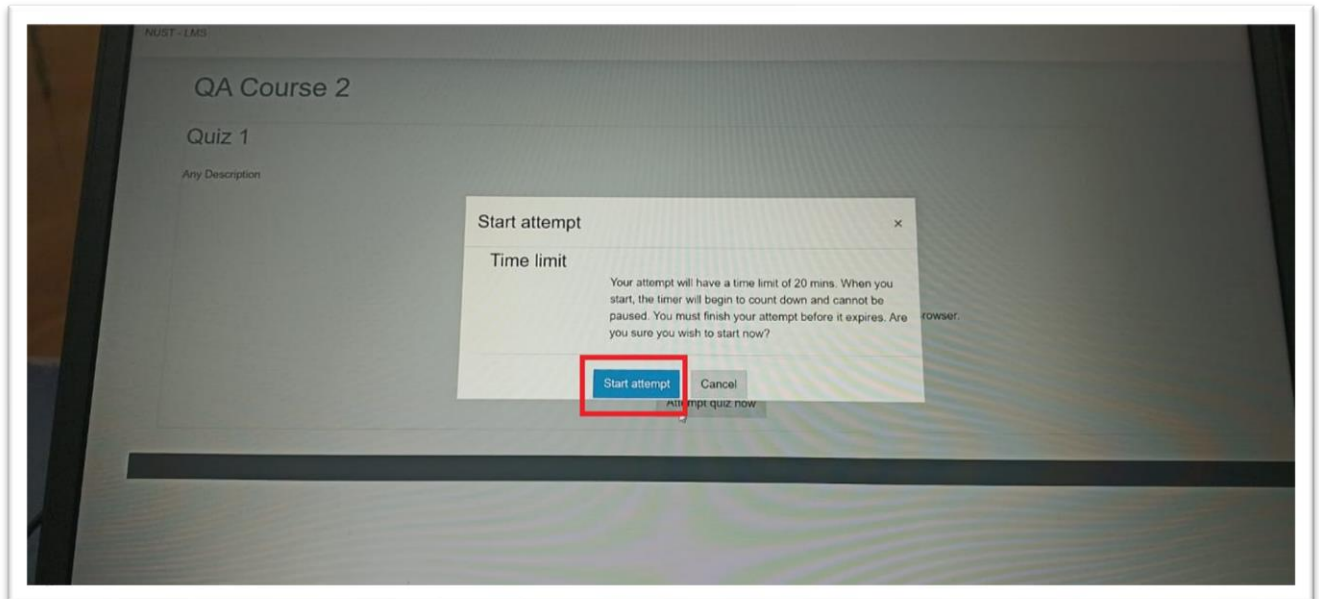 NUST - LMS
QA Course 2
Quiz 1
Any Description
Start attempt ×
Time limit
Your attempt will have a time limit of 20 mins. When you
start, the timer will begin to count down and cannot be
paused. You must finish your attempt before it expires. Are
rowser.
you sure you wish to start now?
Start attempt Cancel
Attempt quiz now